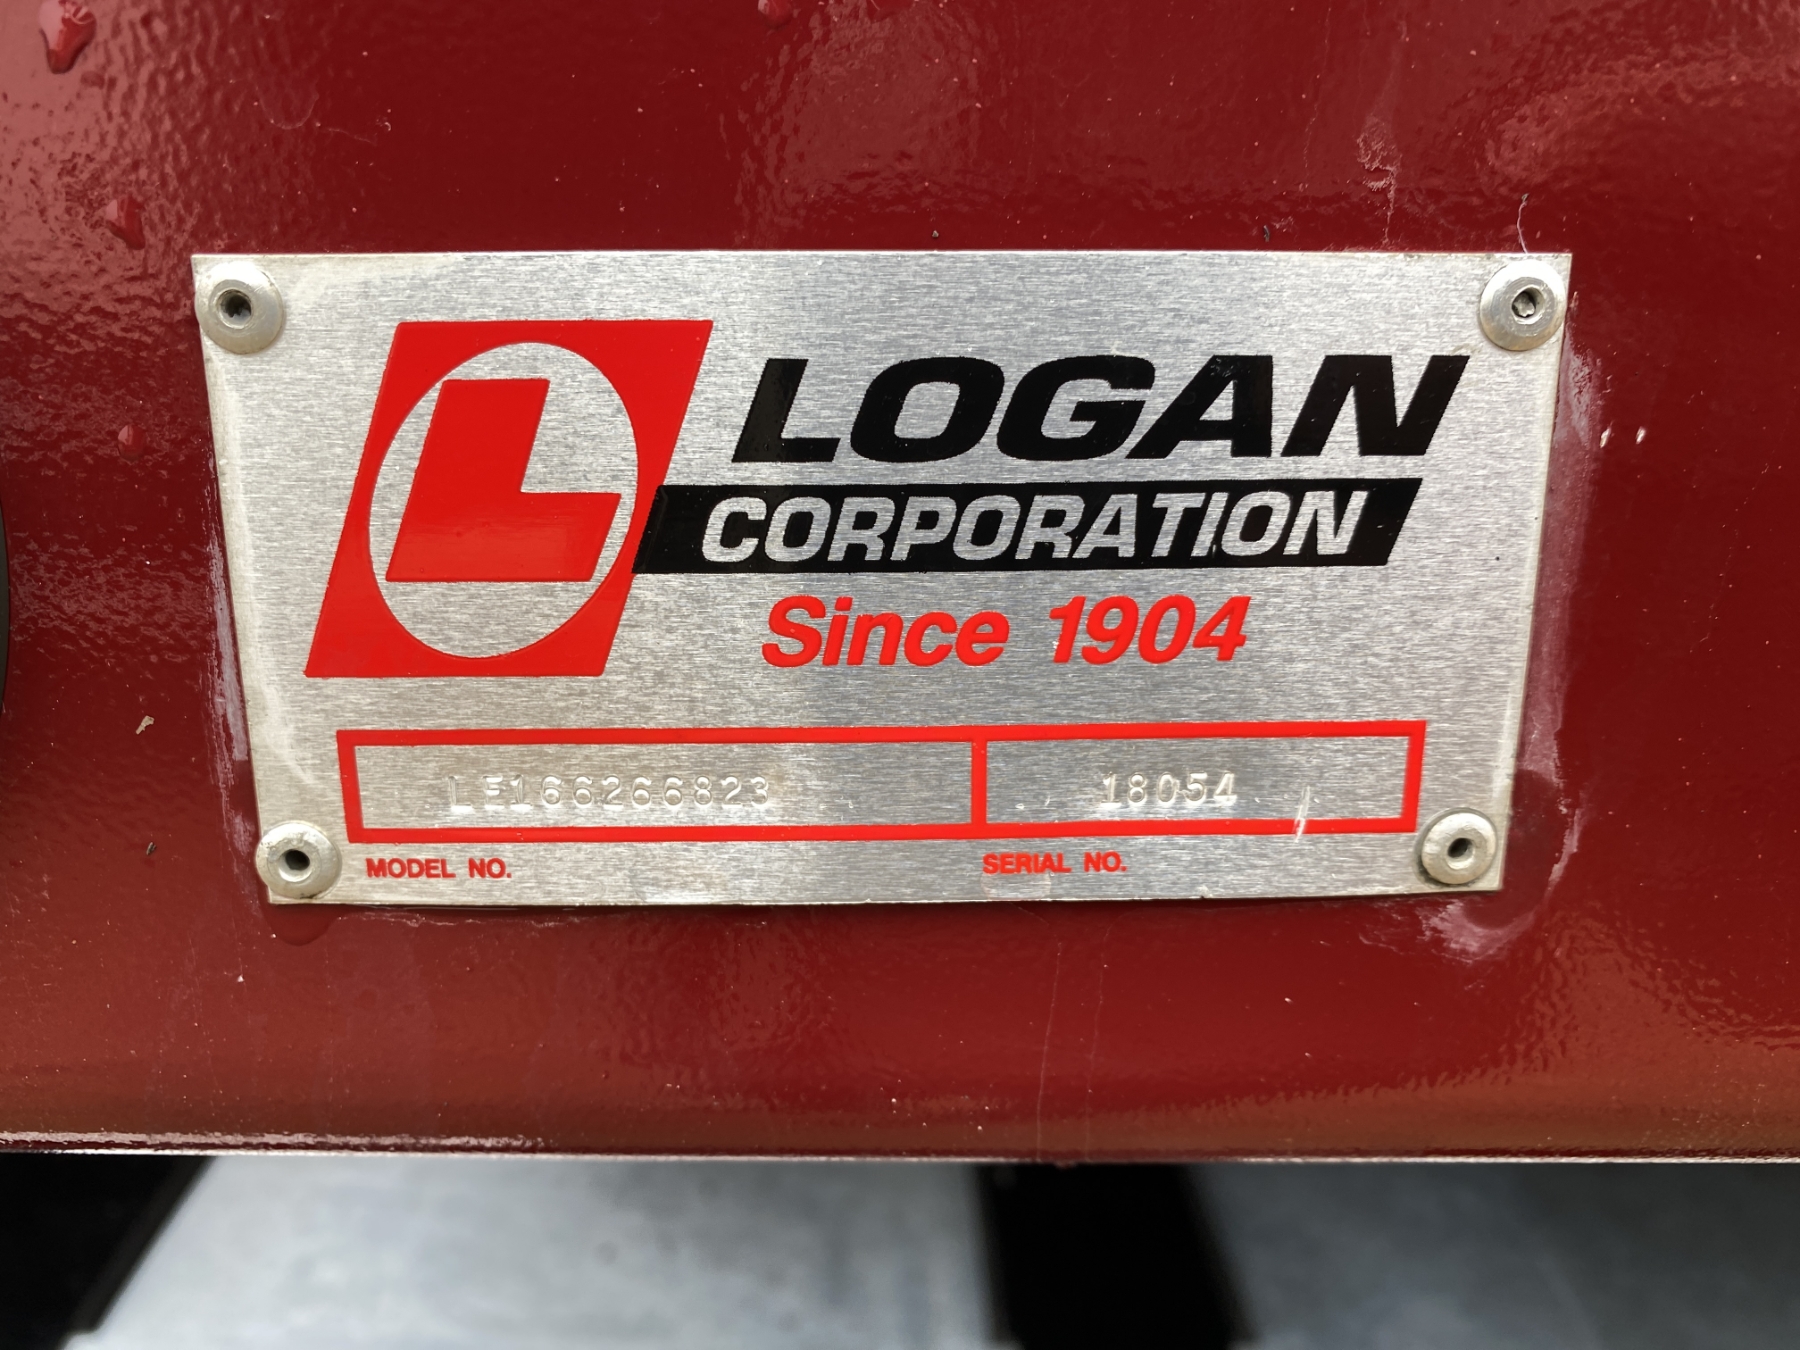 L
LOGAN
CORPORATION
Since 1904
LE166266823
18054
MODEL NO.
SERIAL NO.